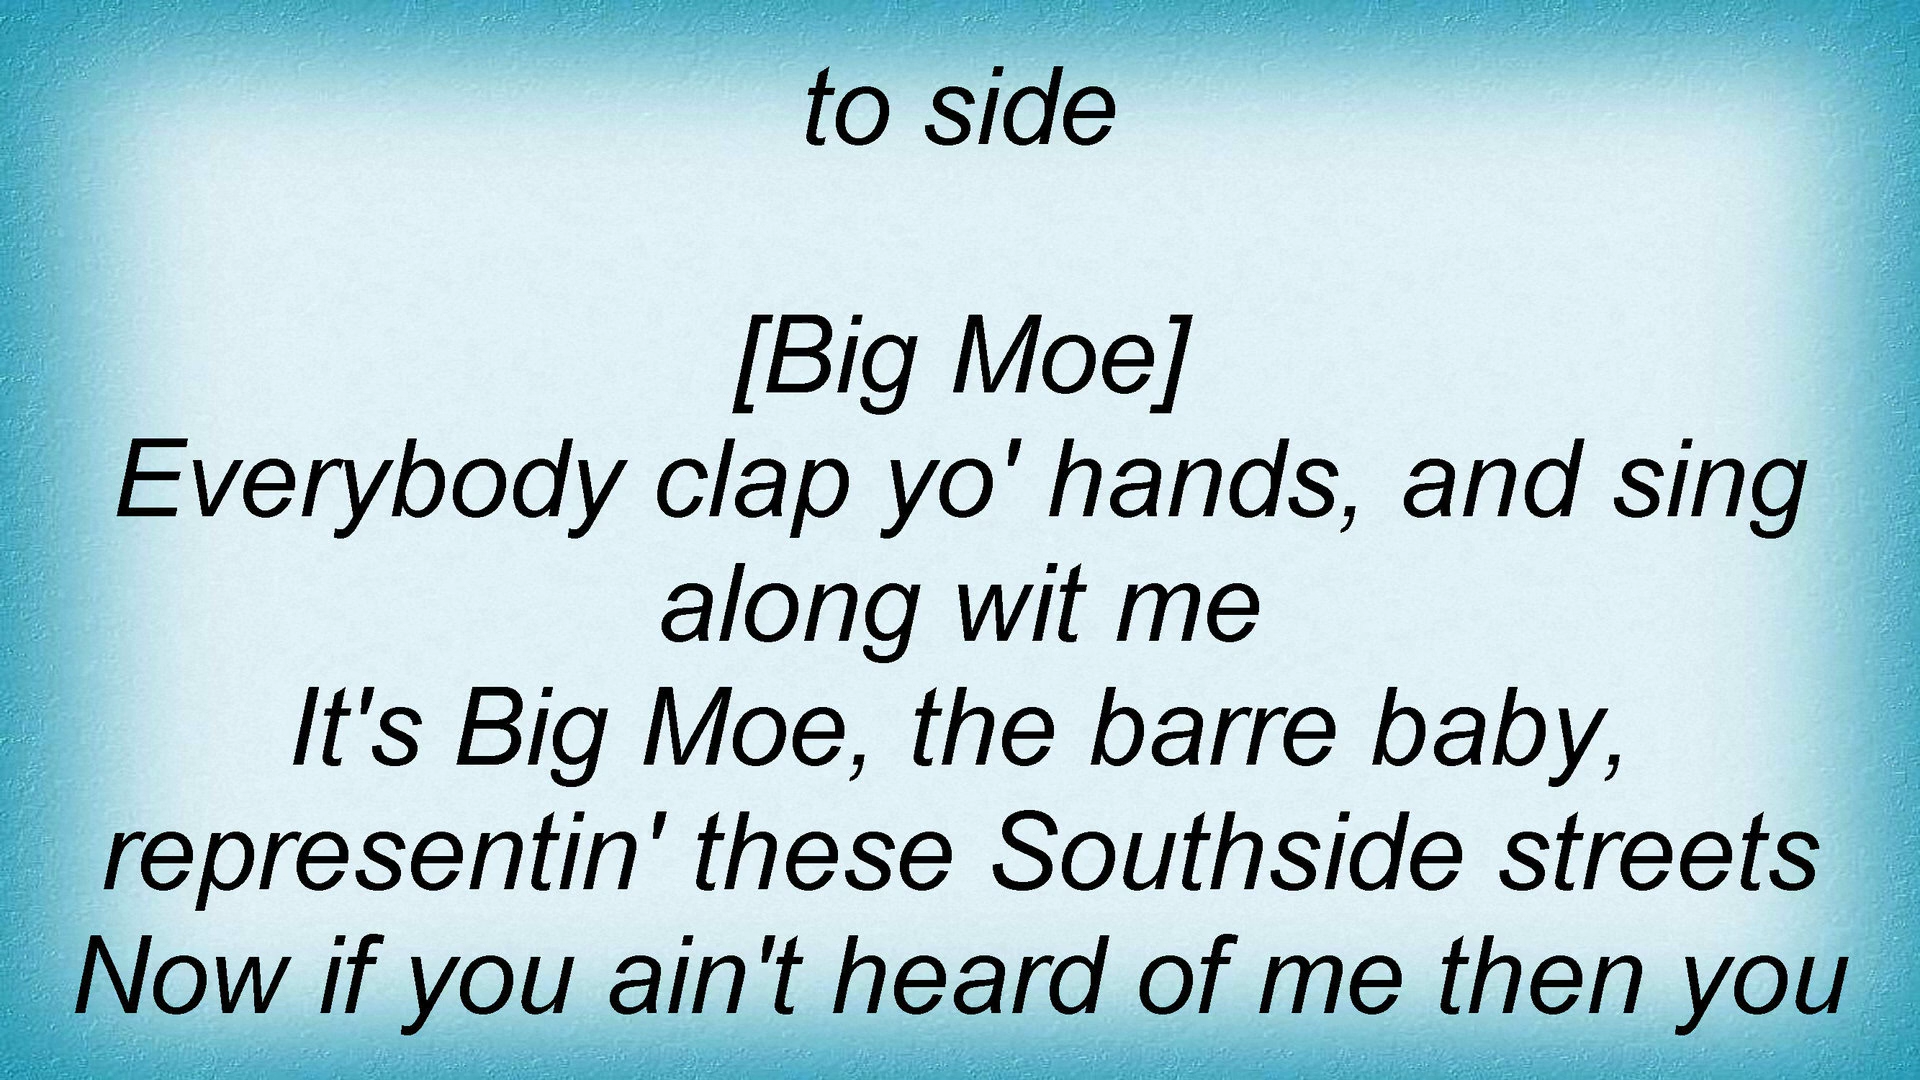 to side
[Big Moe]
Everybody clap yo' hands, and sing
along wit me
It's Big Moe, the barre baby,
representin' these Southside streets
Now if you ain't heard of me then you